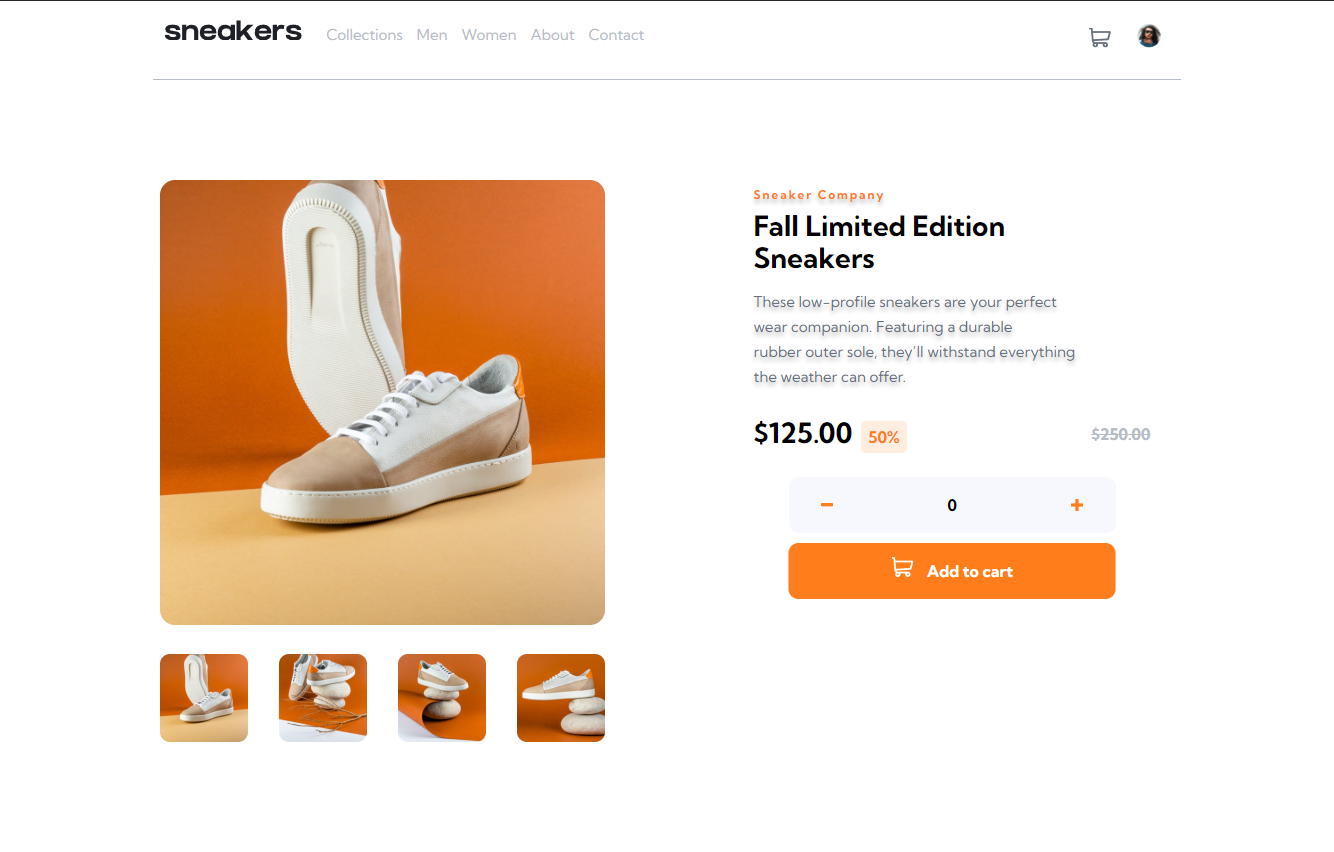 sneakers Collections Men Women About Contact
Sneaker Company
Fall Limited Edition
Sneakers
These low-profile sneakers are your perfect
wear companion. Featuring a durable
rubber outer sole, they'll withstand everything
the weather can offer.
$125.00 50% $250.00
0
Add to cart